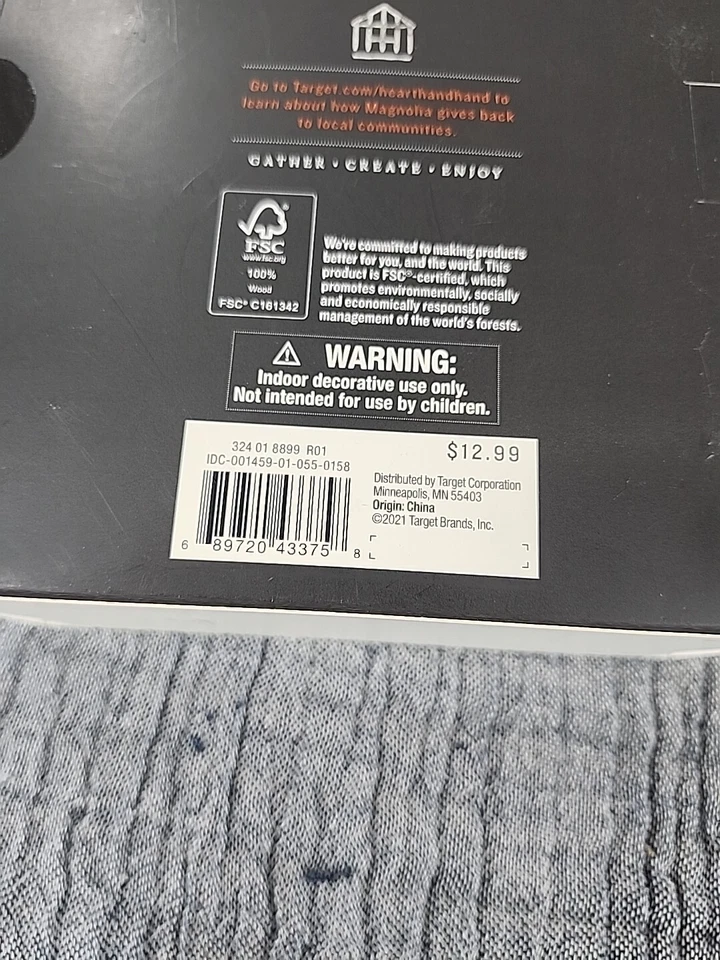 Go to Target.com/hearthandhand to
learn about how Magnolia gives back
to local communities.
GATHER • CREATE • ENJOY
FSC®
www.fsc.org
100%
Wood
FSC® C161342
We're committed to making products
better for you, and the world. This
product is FSC®-certified, which
promotes environmentally, socially
and economically responsible
management of the world's forests.
WARNING:
Indoor decorative use only.
Not intended for use by children.
324 01 8899 R01
IDC-001459-01-055-0158
6 89720 43375 8
$12.99
Distributed by Target Corporation
Minneapolis, MN 55403
Origin: China
©2021 Target Brands, Inc.